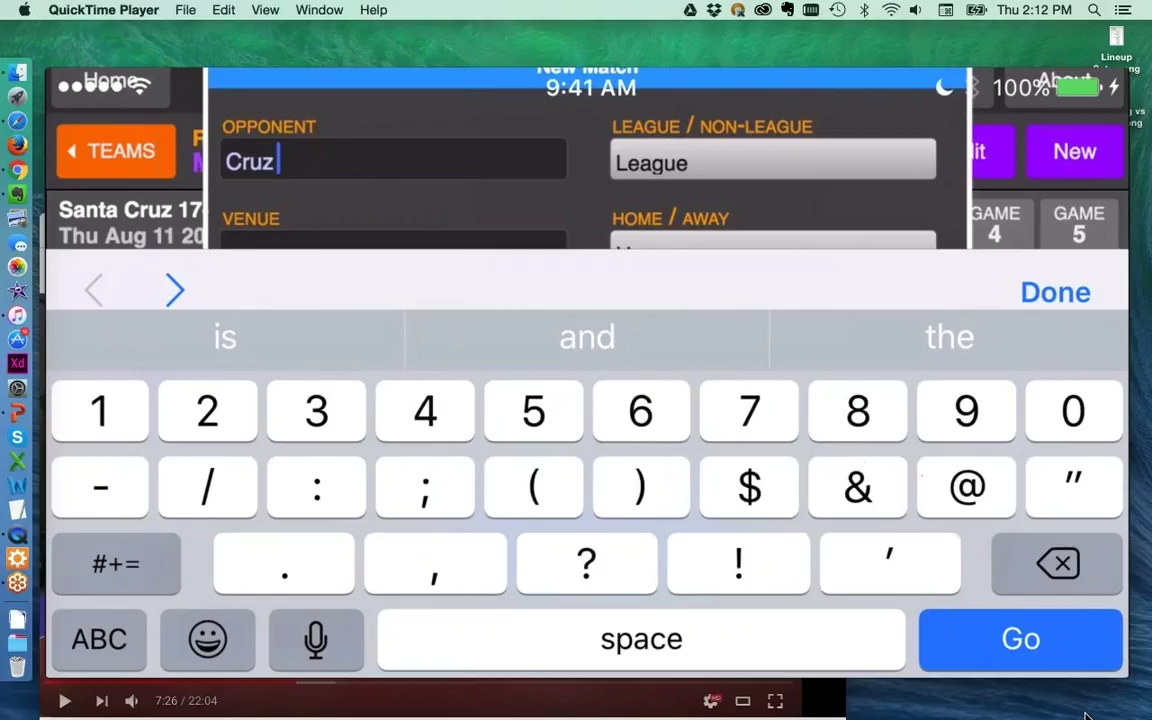 QuickTime Player File Edit View Window Help Thu 2:12 PM
Lineup
Home New Match About
9:41 AM 100%
OPPONENT LEAGUE / NON-LEAGUE
TEAMS Cruz League New
VENUE HOME / AWAY
Santa Cruz 17 GAME GAME
Thu Aug 11 20 4 5
Done
is and the
1 2 3 4 5 6 7 8 9 0
- / : ; ( ) $ & @ "
#+= . , ? ! '
ABC space Go
7:26 / 22:04